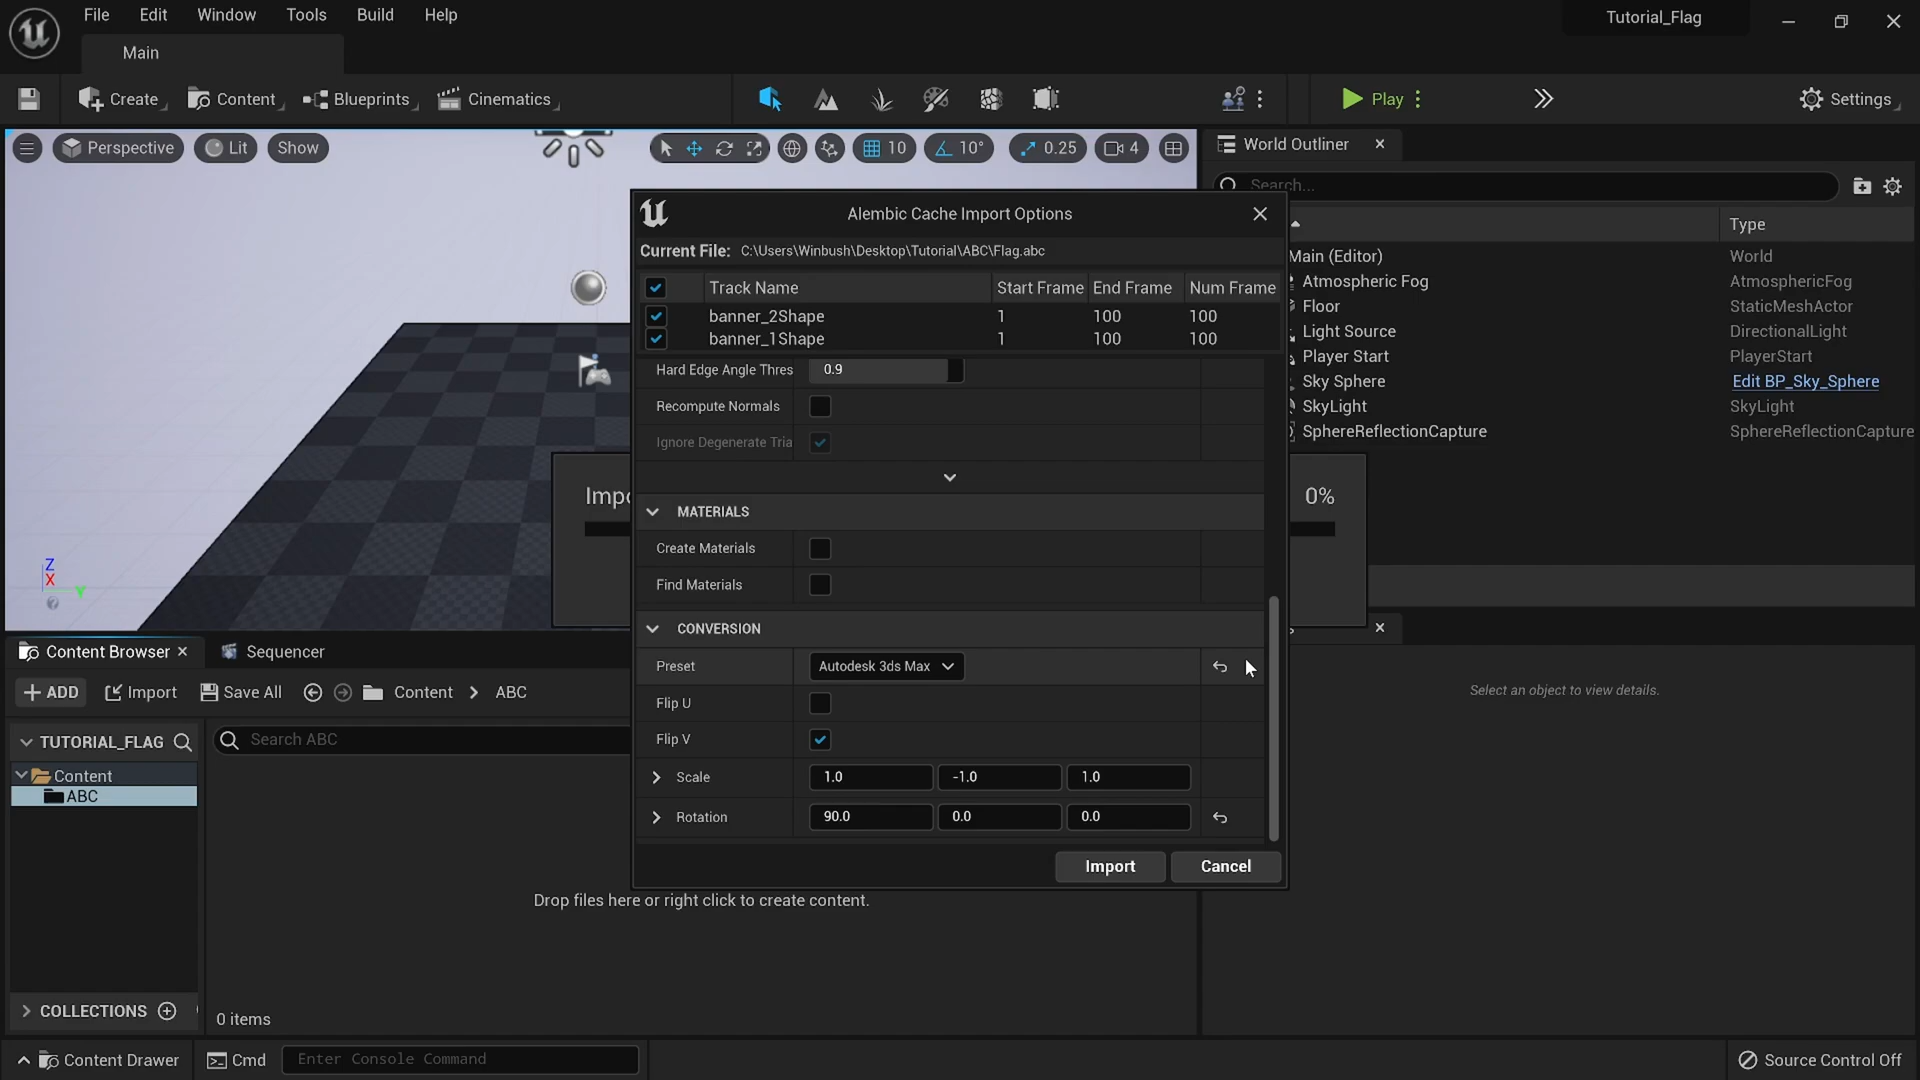 File Edit Window Tools Build Help
Tutorial_Flag
Main
Create Content Blueprints Cinematics Play Settings
Perspective Lit Show 10 10° 0.25 4
World Outliner
Search...
Type
Main (Editor) World
Atmospheric Fog AtmosphericFog
Floor StaticMeshActor
Light Source DirectionalLight
Player Start PlayerStart
Sky Sphere Edit BP_Sky_Sphere
SkyLight SkyLight
SphereReflectionCapture SphereReflectionCapture
Alembic Cache Import Options
Current File: C:\Users\Winbush\Desktop\Tutorial\ABC\Flag.abc
Track Name Start Frame End Frame Num Frame
banner_2Shape 1 100 100
banner_1Shape 1 100 100
Hard Edge Angle Thres 0.9
Recompute Normals
Ignore Degenerate Tria
Impo 0%
MATERIALS
Create Materials
Find Materials
CONVERSION
Preset Autodesk 3ds Max
Flip U
Flip V
Scale 1.0 -1.0 1.0
Rotation 90.0 0.0 0.0
Import Cancel
Z
X
Y
Select an object to view details.
Content Browser Sequencer
ADD Import Save All Content ABC
TUTORIAL_FLAG
Search ABC
Content
ABC
Drop files here or right click to create content.
COLLECTIONS
0 items
Content Drawer Cmd Enter Console Command Source Control Off